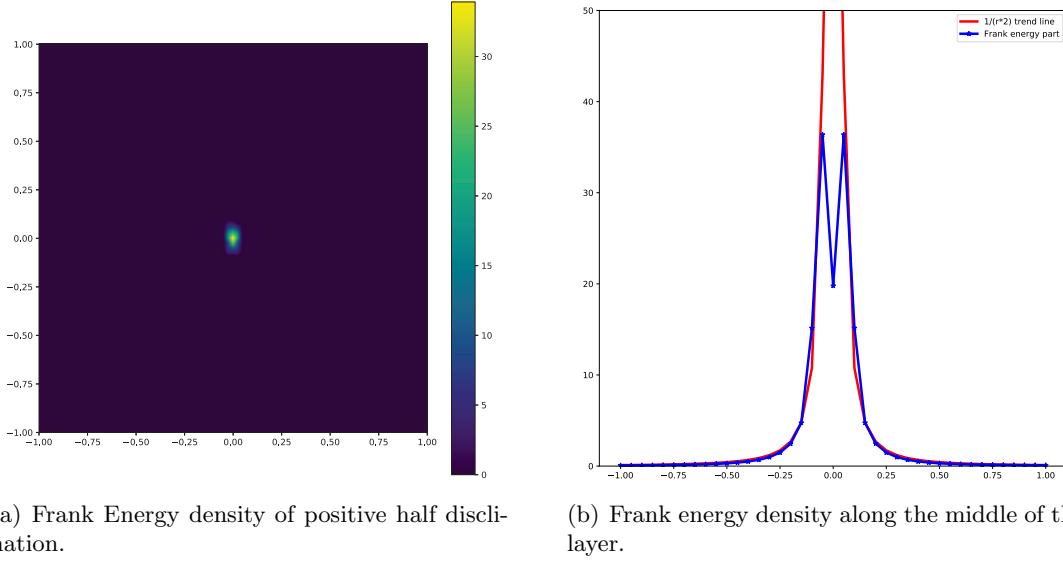 1.00
0.75
0.50
0.25
0.00
−0.25
−0.50
−0.75
−1.00
−1,00 −0,75 −0,50 −0,25 0,00 0,25 0,50 0,75 1,00
30
25
20
15
10
5
0
50
40
30
20
10
0
−1.00 −0.75 −0.50 −0.25 0.00 0.25 0.50 0.75 1.00
1/(r*2) trend line
Frank energy part
a) Frank Energy density of positive half discli-
nation.
(b) Frank energy density along the middle of th
layer.